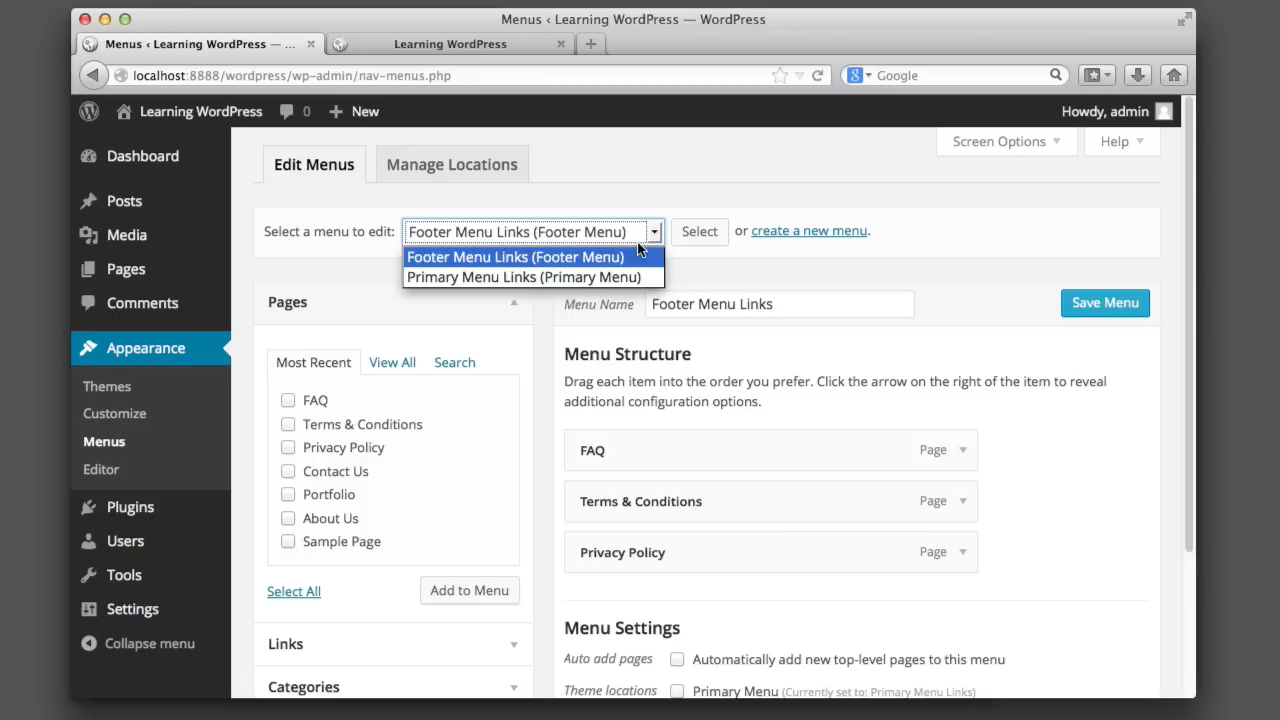 Menus ‹ Learning WordPress — WordPress
Menus ‹ Learning WordPress — ...
Learning WordPress
localhost:8888/wordpress/wp-admin/nav-menus.php
Google
Learning WordPress
0
New
Howdy, admin
Dashboard
Posts
Media
Pages
Comments
Appearance
Themes
Customize
Menus
Editor
Plugins
Users
Tools
Settings
Collapse menu
Screen Options
Help
Edit Menus
Manage Locations
Select a menu to edit:
Footer Menu Links (Footer Menu)
Select
or create a new menu.
Footer Menu Links (Footer Menu)
Primary Menu Links (Primary Menu)
Pages
Most Recent
View All
Search
FAQ
Terms & Conditions
Privacy Policy
Contact Us
Portfolio
About Us
Sample Page
Select All
Add to Menu
Links
Categories
Menu Name
Footer Menu Links
Save Menu
Menu Structure
Drag each item into the order you prefer. Click the arrow on the right of the item to reveal
additional configuration options.
FAQ
Page
Terms & Conditions
Page
Privacy Policy
Page
Menu Settings
Auto add pages
Automatically add new top-level pages to this menu
Theme locations
Primary Menu (Currently set to: Primary Menu Links)